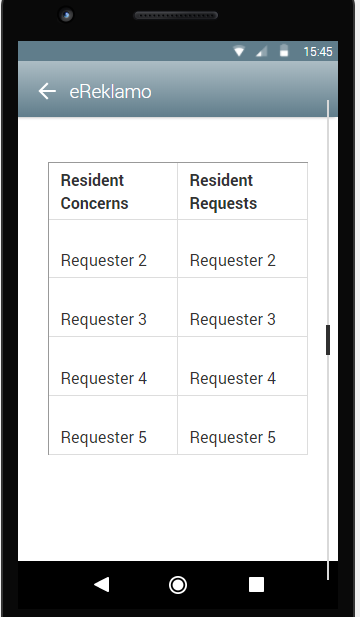 15:45
eReklamo
Resident Concerns
Resident Requests
Requester 2 Requester 2
Requester 3 Requester 3
Requester 4 Requester 4
Requester 5 Requester 5